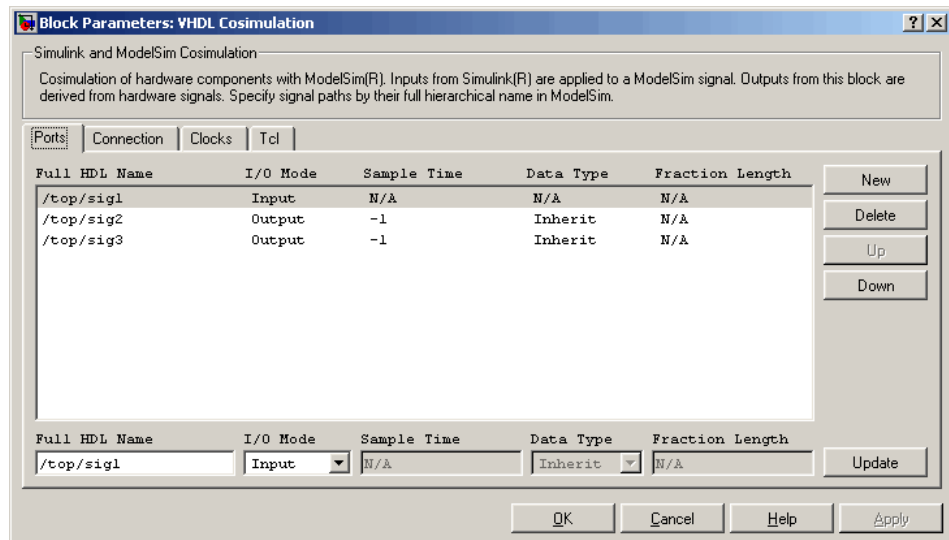 Block Parameters: VHDL Cosimulation
Simulink and ModelSim Cosimulation
Cosimulation of hardware components with ModelSim(R). Inputs from Simulink(R) are applied to a ModelSim signal. Outputs from this block are
derived from hardware signals. Specify signal paths by their full hierarchical name in ModelSim.
Ports Connection Clocks Tcl
Full HDL Name I/O Mode Sample Time Data Type Fraction Length
New
/top/sig1 Input N/A N/A N/A
/top/sig2 Output -1 Inherit N/A
Delete
/top/sig3 Output -1 Inherit N/A
Up
Down
Full HDL Name I/O Mode Sample Time Data Type Fraction Length
/top/sig1 Input N/A Inherit N/A Update
OK Cancel Help Apply